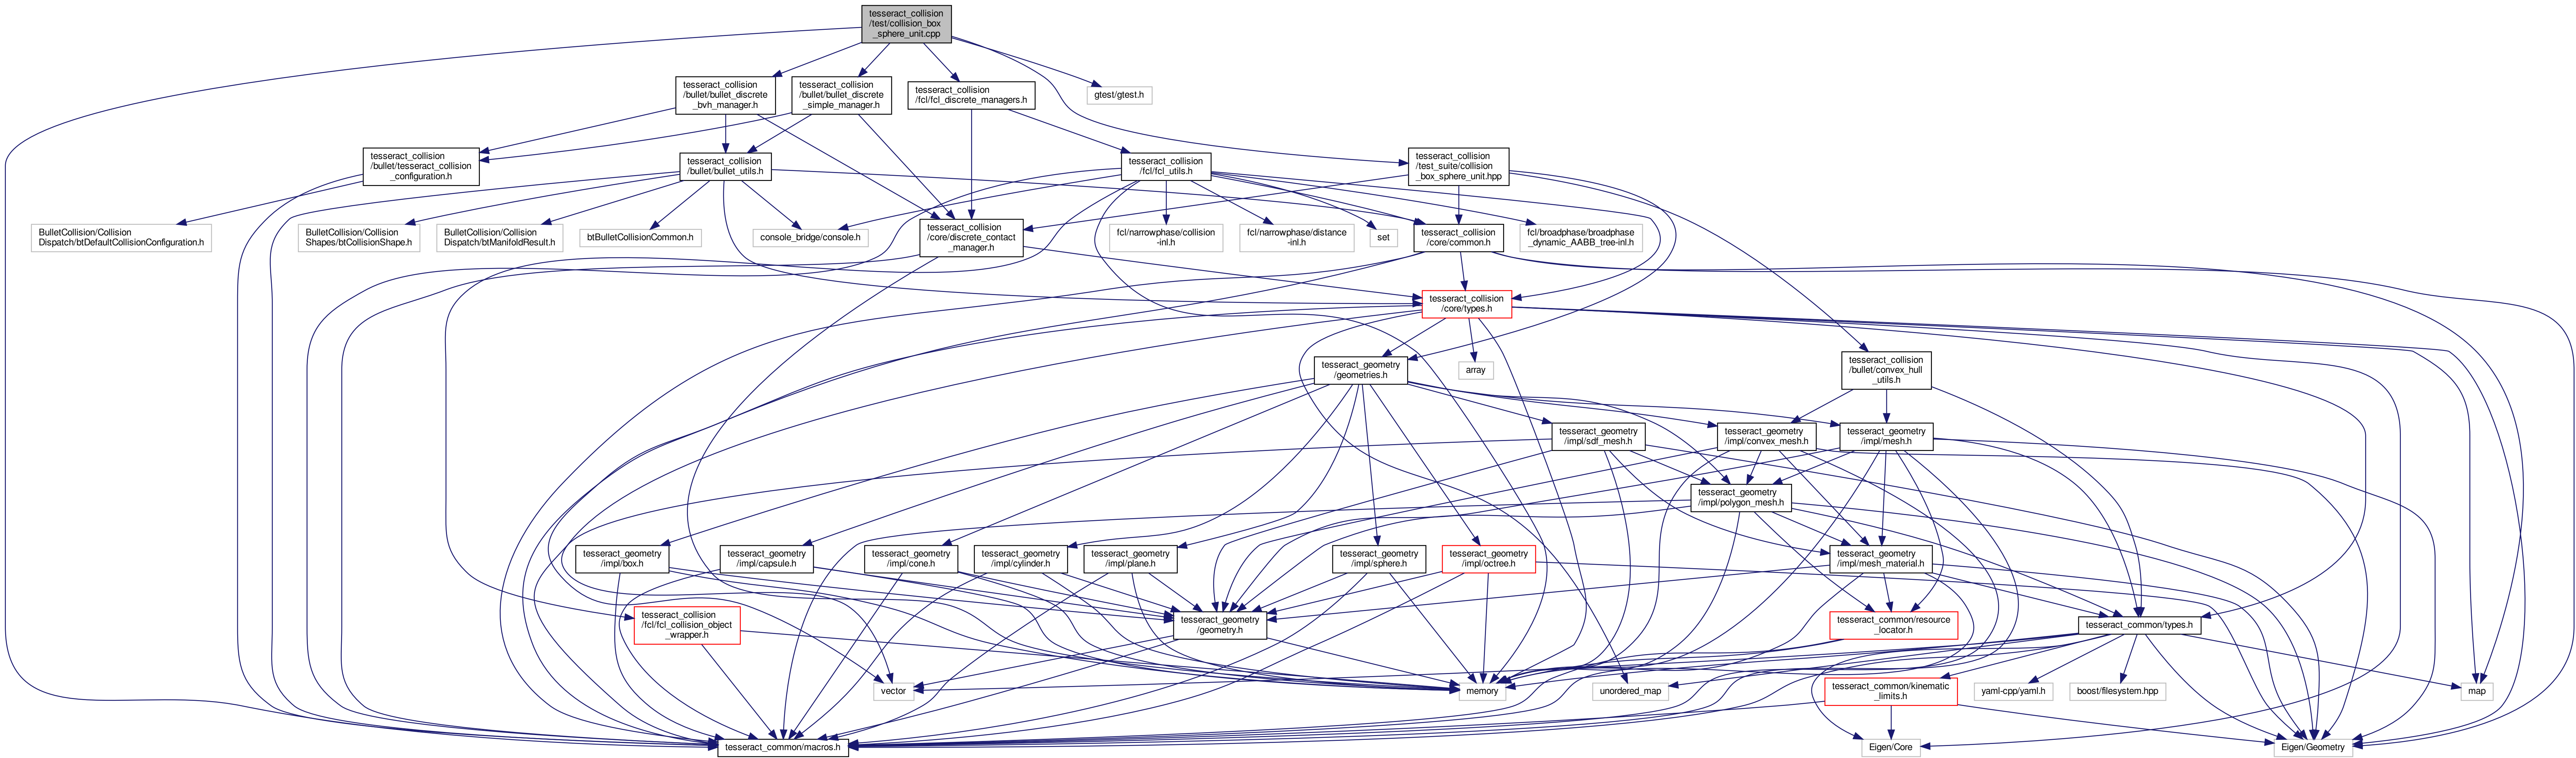 tesseract_collision
/test/collision_box
_sphere_unit.cpp
tesseract_collision
/bullet/bullet_discrete
_bvh_manager.h
tesseract_collision
/bullet/bullet_discrete
_simple_manager.h
tesseract_collision
/fcl/fcl_discrete_managers.h
gtest/gtest.h
tesseract_collision
/bullet/tesseract_collision
_configuration.h
tesseract_collision
/bullet/bullet_utils.h
tesseract_collision
/fcl/fcl_utils.h
tesseract_collision
/test_suite/collision
_box_sphere_unit.hpp
BulletCollision/Collision
Dispatch/btDefaultCollisionConfiguration.h
BulletCollision/Collision
Shapes/btCollisionShape.h
BulletCollision/Collision
Dispatch/btManifoldResult.h
btBulletCollisionCommon.h
console_bridge/console.h
tesseract_collision
/core/discrete_contact
_manager.h
fcl/narrowphase/collision
-inl.h
fcl/narrowphase/distance
-inl.h
set
tesseract_collision
/core/common.h
fcl/broadphase/broadphase
_dynamic_AABB_tree-inl.h
tesseract_collision
/core/types.h
tesseract_geometry
/geometries.h
array
tesseract_collision
/bullet/convex_hull
_utils.h
tesseract_geometry
/impl/sdf_mesh.h
tesseract_geometry
/impl/convex_mesh.h
tesseract_geometry
/impl/mesh.h
tesseract_geometry
/impl/polygon_mesh.h
tesseract_geometry
/impl/box.h
tesseract_geometry
/impl/capsule.h
tesseract_geometry
/impl/cone.h
tesseract_geometry
/impl/cylinder.h
tesseract_geometry
/impl/plane.h
tesseract_geometry
/impl/sphere.h
tesseract_geometry
/impl/octree.h
tesseract_geometry
/impl/mesh_material.h
tesseract_collision
/fcl/fcl_collision_object
_wrapper.h
tesseract_geometry
/geometry.h
tesseract_common/resource
_locator.h
tesseract_common/types.h
vector
memory
unordered_map
tesseract_common/kinematic
_limits.h
yaml-cpp/yaml.h
boost/filesystem.hpp
map
tesseract_common/macros.h
Eigen/Core
Eigen/Geometry